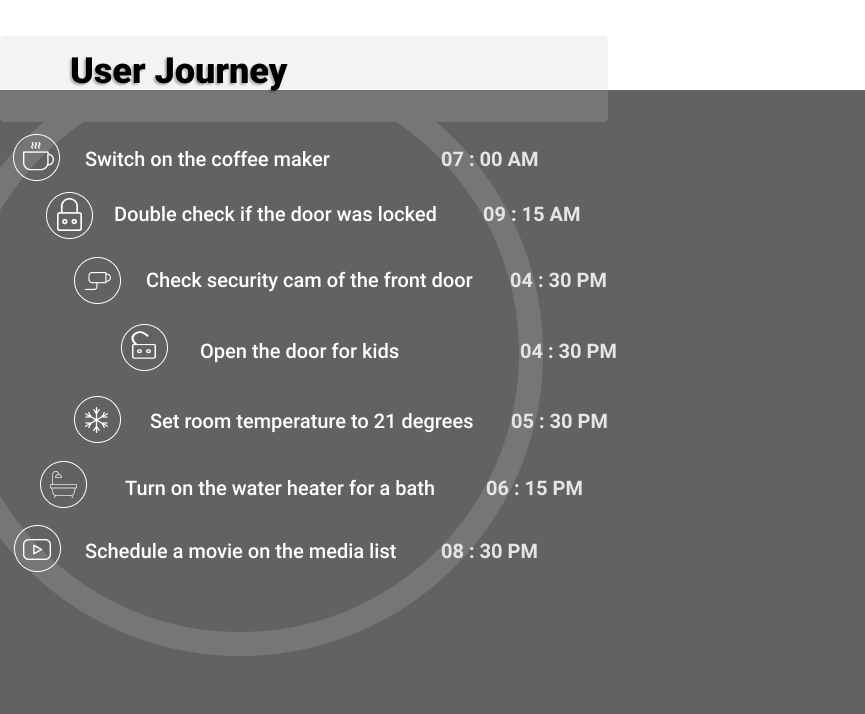 User Journey
Switch on the coffee maker 07 : 00 AM
Double check if the door was locked 09 : 15 AM
Check security cam of the front door 04 : 30 PM
Open the door for kids 04 : 30 PM
Set room temperature to 21 degrees 05 : 30 PM
Turn on the water heater for a bath 06 : 15 PM
Schedule a movie on the media list 08 : 30 PM